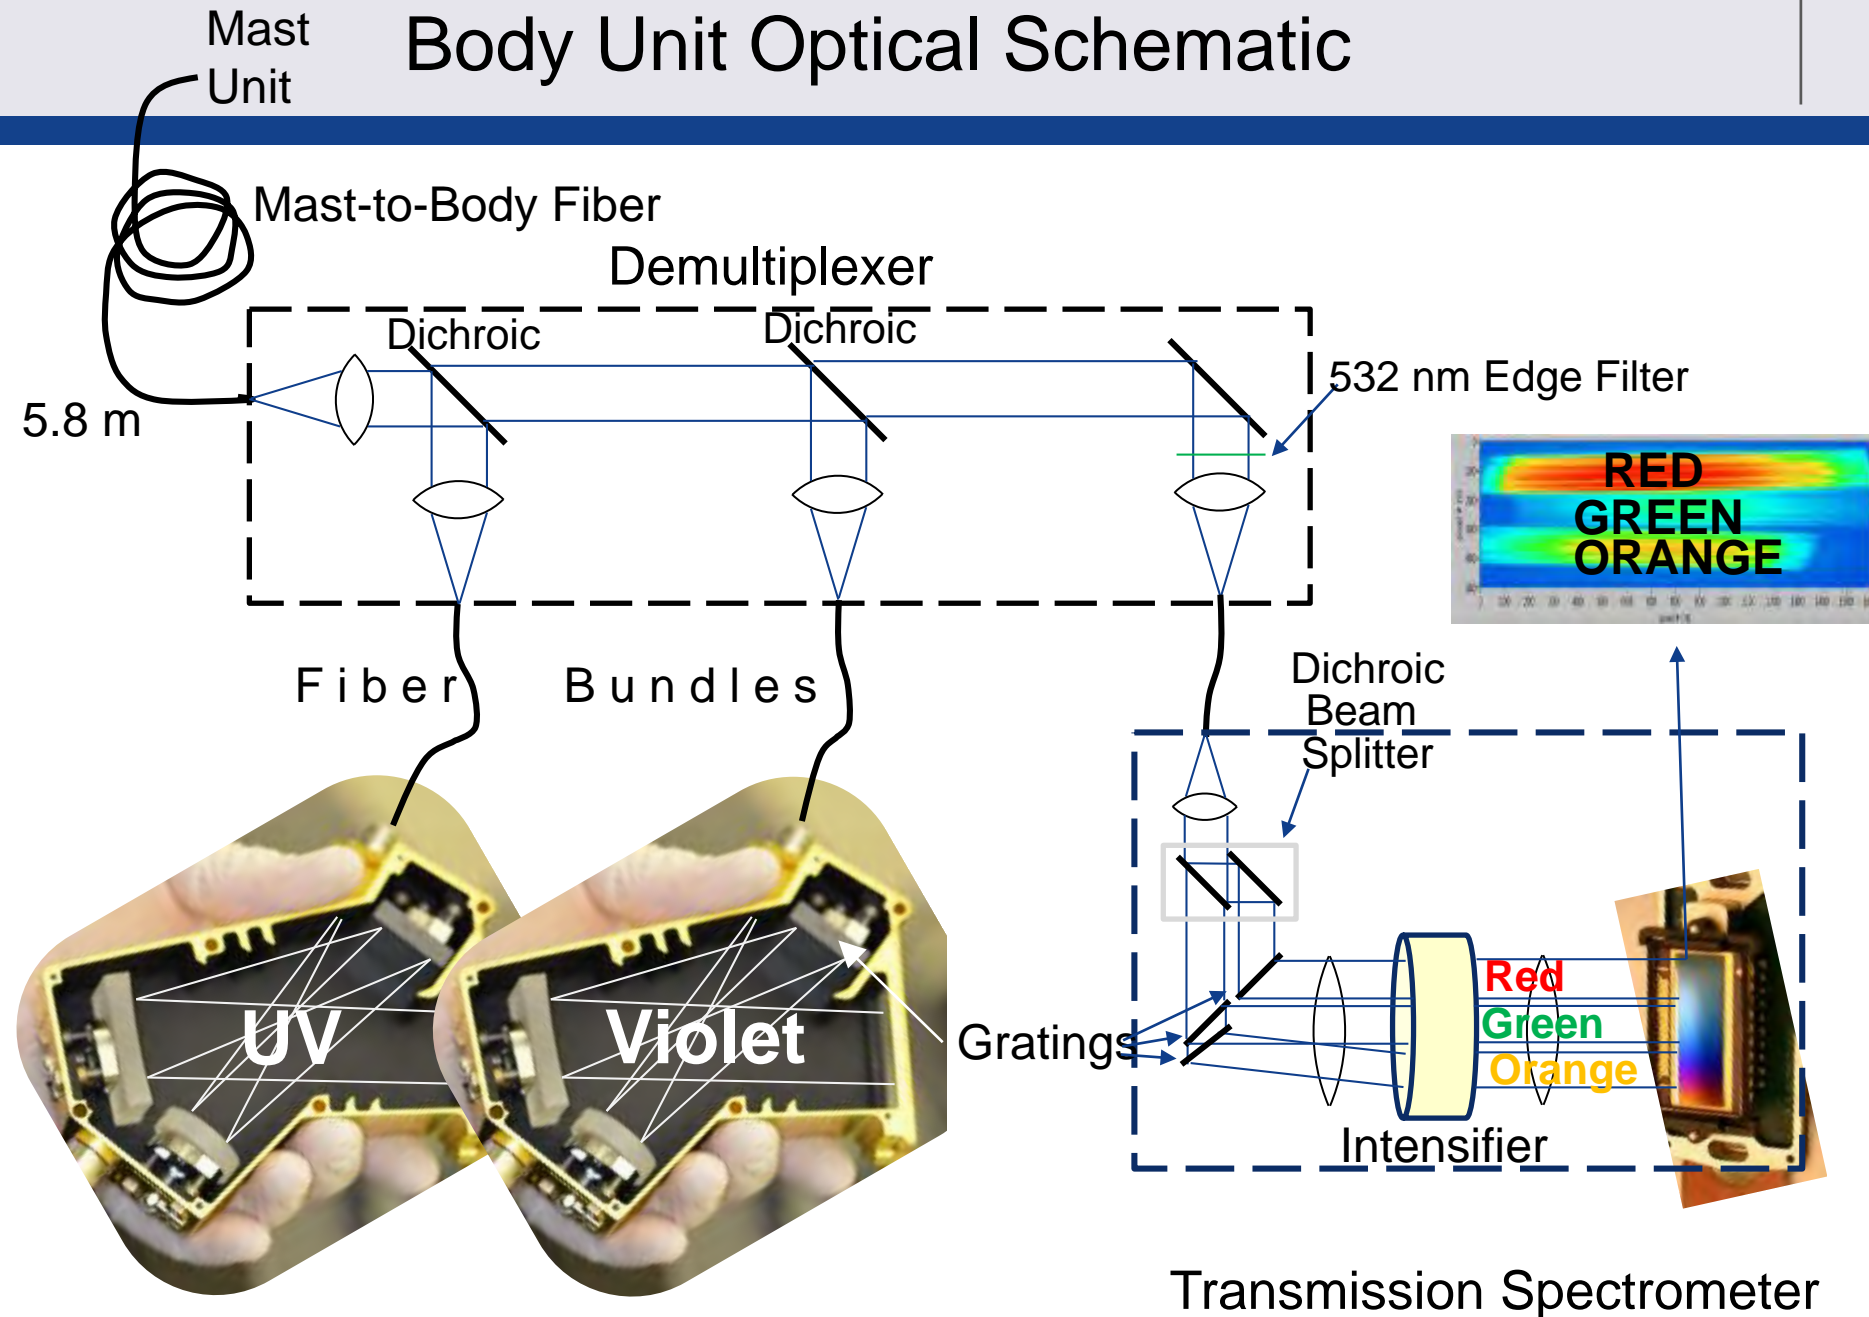 Mast
Unit
Body Unit Optical Schematic
Mast-to-Body Fiber
Demultiplexer
Dichroic
Dichroic
532 nm Edge Filter
5.8 m
RED
GREEN
ORANGE
Fiber Bundles
Dichroic
Beam
Splitter
UV
Violet
Gratings
Red
Green
Orange
Intensifier
Transmission Spectrometer